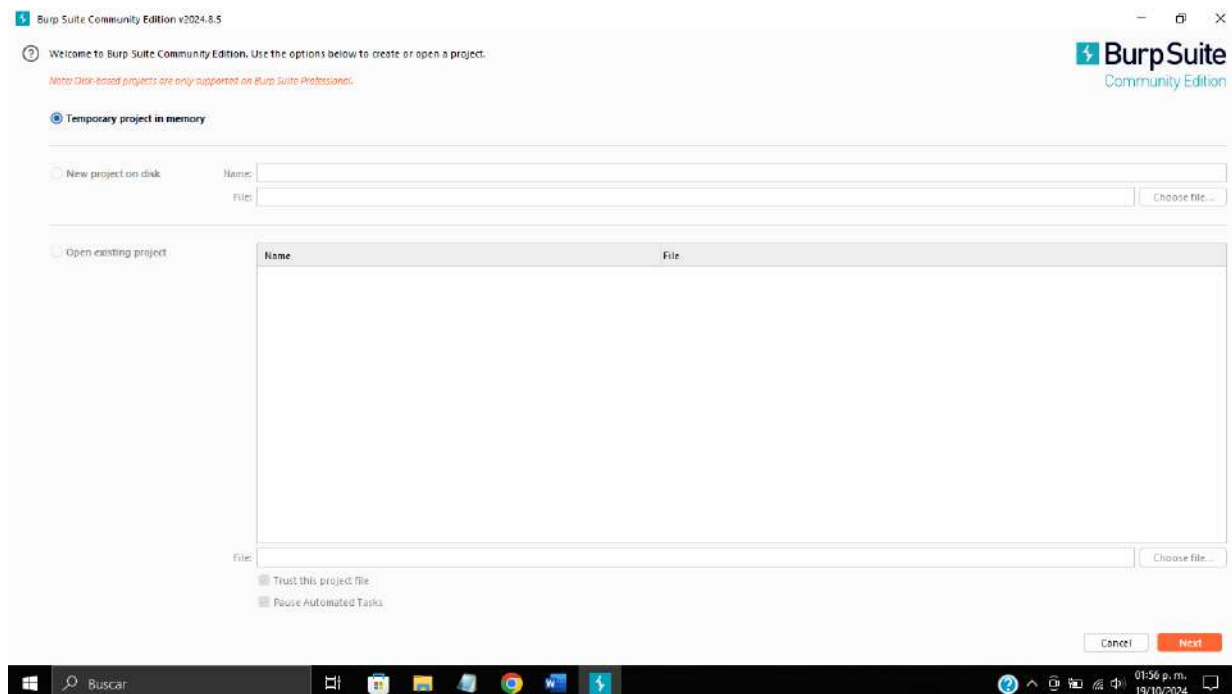 Burp Suite Community Edition v2024.8.5
Welcome to Burp Suite Community Edition. Use the options below to create or open a project.
BurpSuite
Community Edition
Note: Disk-based projects are only supported on Burp Suite Professional.
Temporary project in memory
New project on disk
Name:
File:
Choose file...
Open existing project
Name
File
File:
Choose file...
Trust this project file
Pause Automated Tasks
Cancel
Next
Buscar
01:56 p. m.
19/10/2024